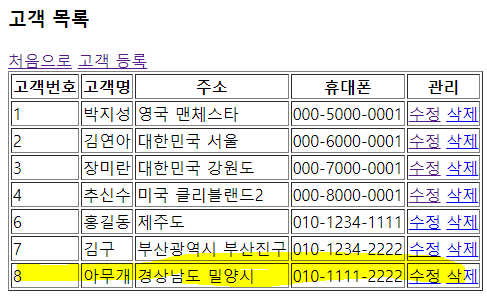 고객 목록
처음으로 고객 등록
고객번호 고객명 주소 휴대폰 관리
1 박지성 영국 맨체스타 000-5000-0001 수정 삭제
2 김연아 대한민국 서울 000-6000-0001 수정 삭제
3 장미란 대한민국 강원도 000-7000-0001 수정 삭제
4 추신수 미국 클리블랜드2 000-8000-0001 수정 삭제
6 홍길동 제주도 010-1234-1111 수정 삭제
7 김구 부산광역시 부산진구 010-1234-2222 수정 삭제
8 아무개 경상남도 밀양시 010-1111-2222 수정 삭제